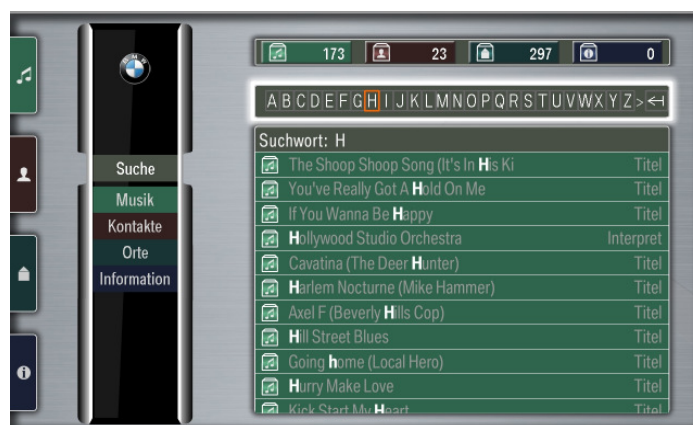 BMW
173 23 297 0
A B C D E F G H I J K L M N O P Q R S T U V W X Y Z >
Suchwort: H
The Shoop Shoop Song (It's In His Ki Titel
You've Really Got A Hold On Me Titel
If You Wanna Be Happy Titel
Hollywood Studio Orchestra Interpret
Cavatina (The Deer Hunter) Titel
Harlem Nocturne (Mike Hammer) Titel
Axel F (Beverly Hills Cop) Titel
Hill Street Blues Titel
Going home (Local Hero) Titel
Hurry Make Love Titel
Kick Start My Heart Titel
Suche
Musik
Kontakte
Orte
Information